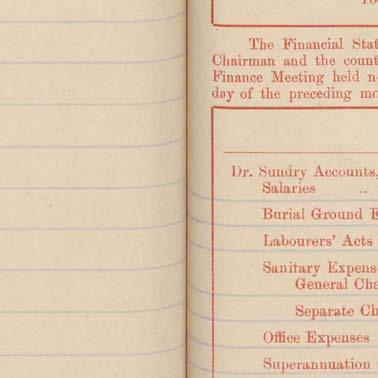 The Financial Stat
Chairman and the count
Finance Meeting held n
day of the preceding mo
Dr. Sundry Accounts,
Salaries ..
Burial Ground E
Labourers' Acts
Sanitary Expens
General Cha
Separate Ch
Office Expenses
Superannuation